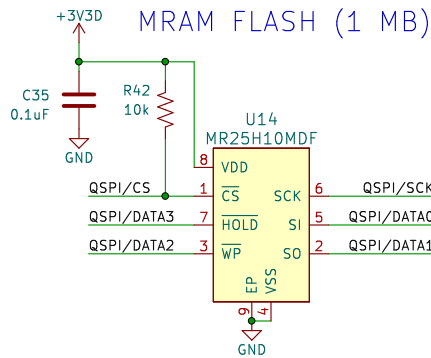 +3V3D
MRAM FLASH (1 MB)
C35
0.1uF
R42
10k
GND
U14
MR25H10MDF
8
VDD
QSPI/CS
1
CS
SCK
6
QSPI/SCK
QSPI/DATA3
7
HOLD
SI
5
QSPI/DATA0
QSPI/DATA2
3
WP
SO
2
QSPI/DATA1
EP
VSS
9
4
GND